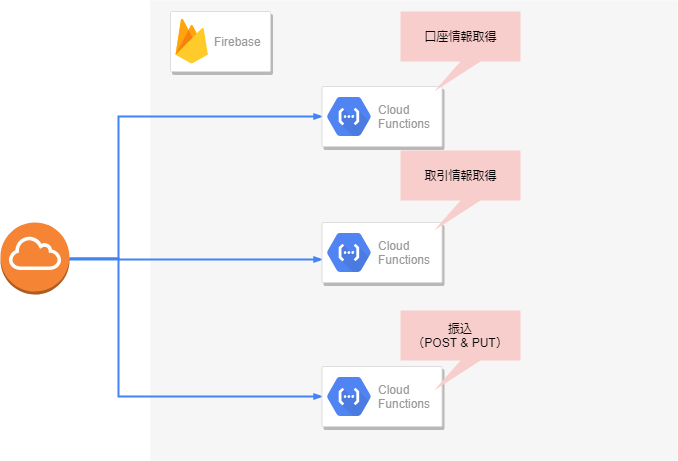 Firebase
口座情報取得
Cloud
Functions
取引情報取得
Cloud
Functions
振込
（POST & PUT）
Cloud
Functions